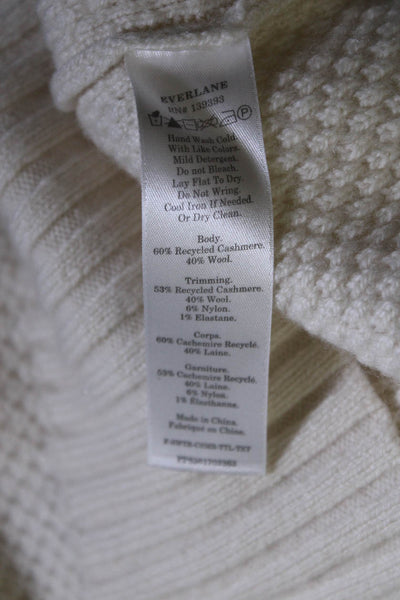 EVERLANE
RN# 139393
P
Hand Wash Cold.
With Like Colors.
Mild Detergent.
Do not Bleach.
Lay Flat To Dry.
Do Not Wring.
Cool Iron If Needed.
Or Dry Clean.
Body.
60% Recycled Cashmere.
40% Wool.
Trimming.
53% Recycled Cashmere.
40% Wool.
6% Nylon.
1% Elastane.
Corps.
60% Cachemire Recyclé.
40% Laine.
Garniture.
53% Cachemire Recyclé.
40% Laine.
6% Nylon.
1% Élasthanne.
Made in China.
Fabriqué en China.